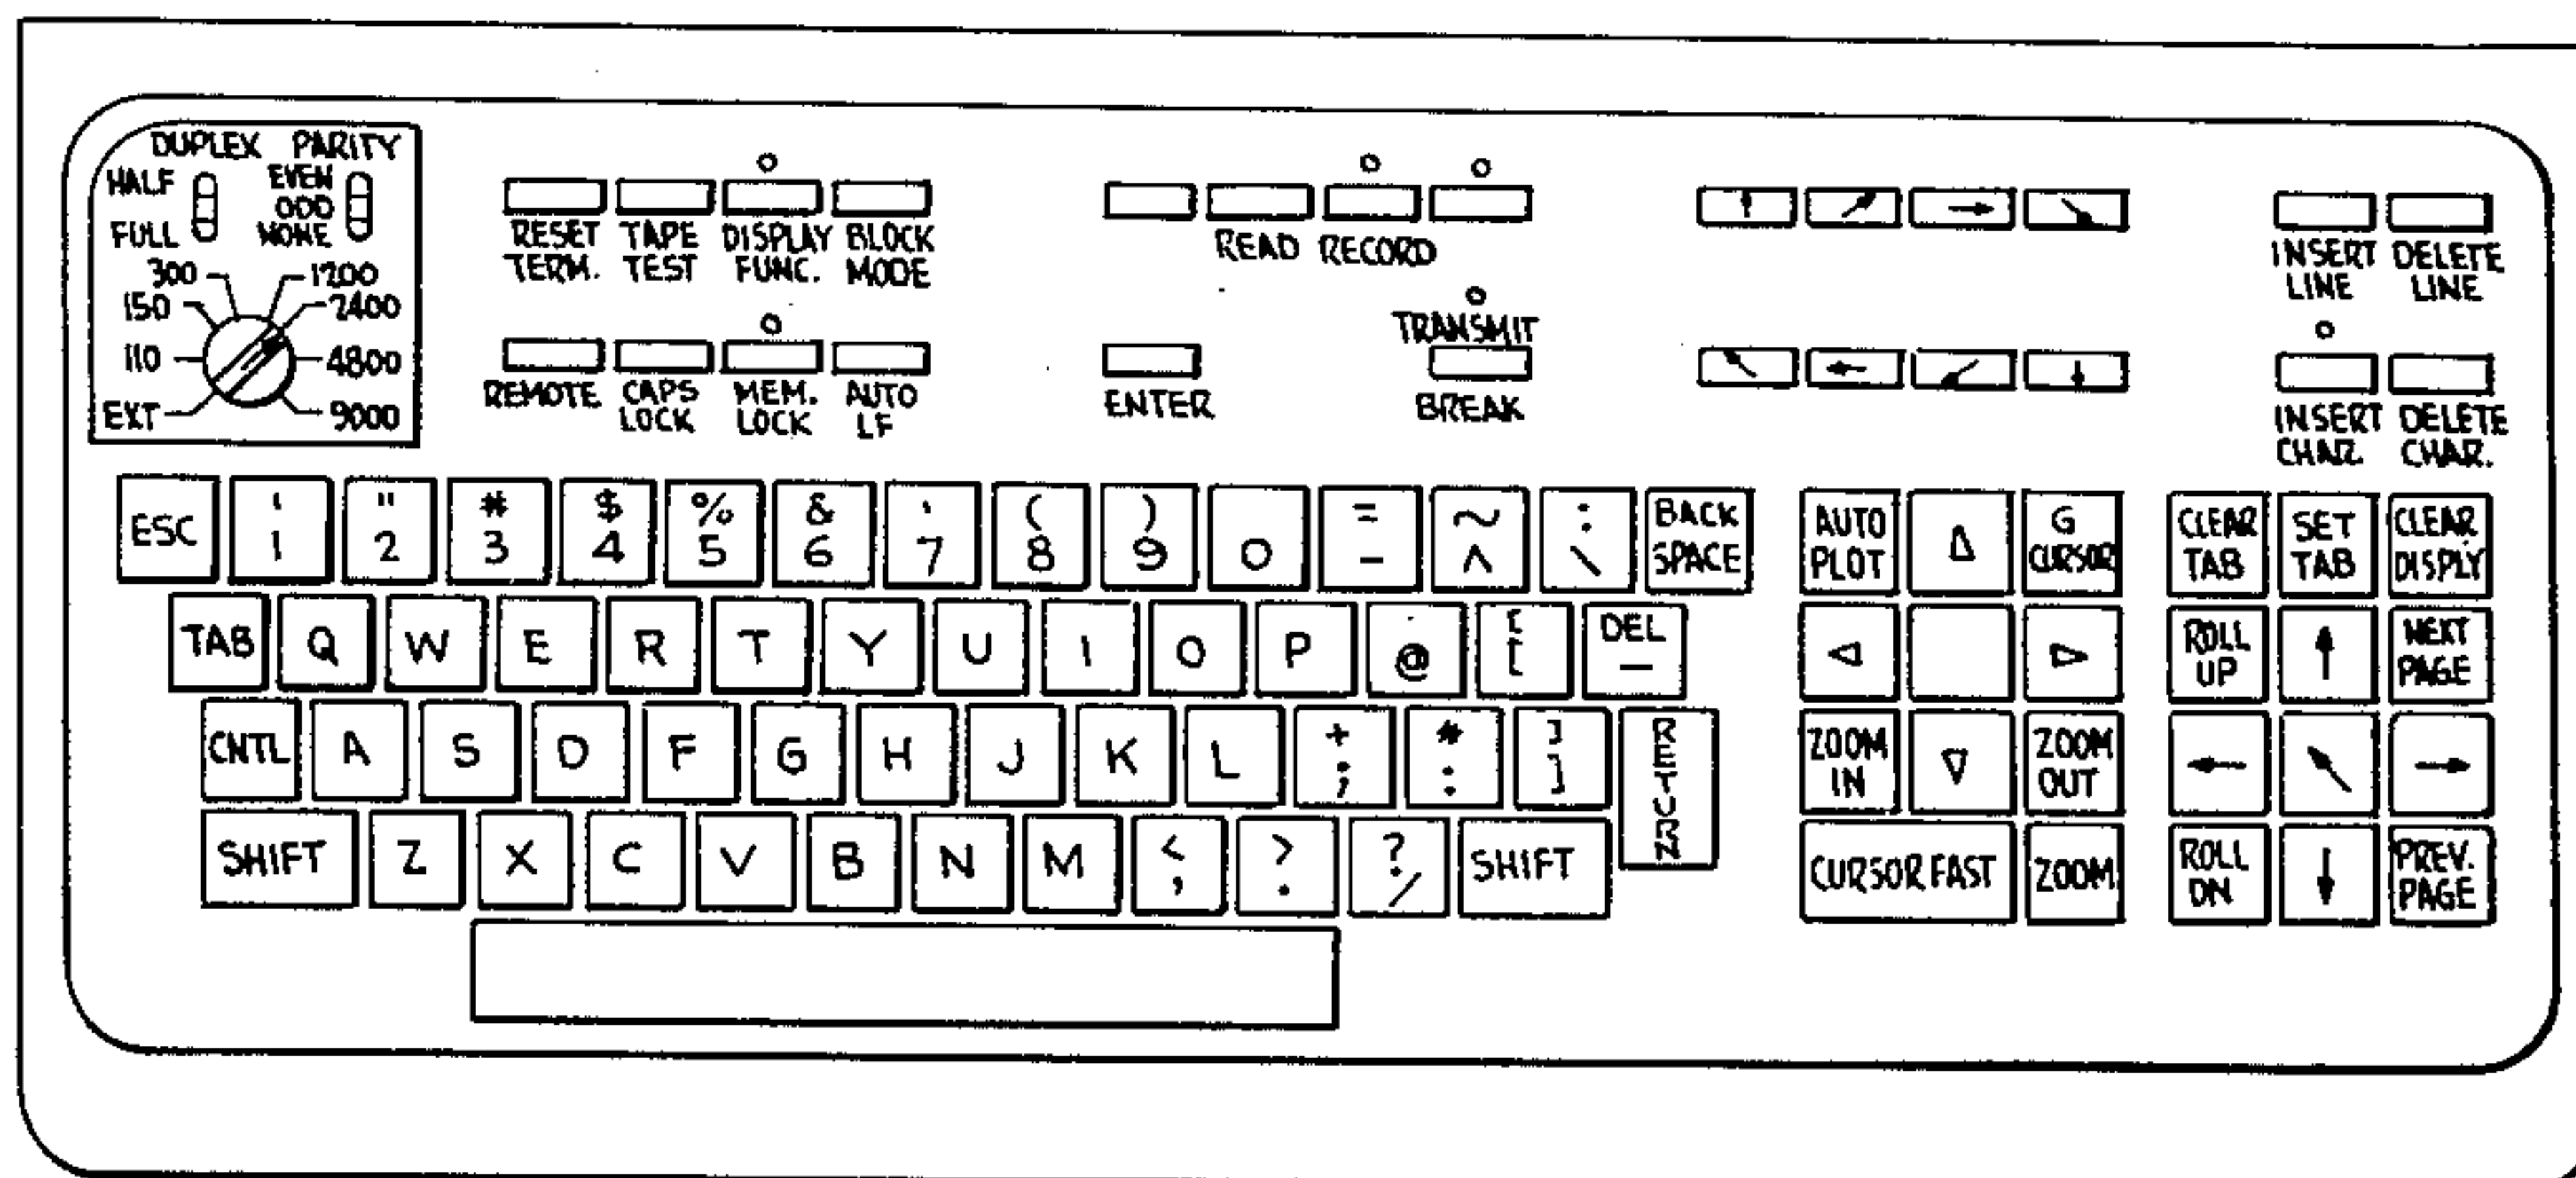 DUPLEX PARITY
HALF EVEN
ODD
FULL NONE
300 1200
150 2400
110 4800
EXT 9000
RESET TERM.
TAPE TEST
DISPLAY FUNC.
BLOCK MODE
READ RECORD
INSERT LINE
DELETE LINE
REMOTE
CAPS LOCK
MEM. LOCK
AUTO LF
ENTER
TRANSMIT
BREAK
INSERT CHAR.
DELETE CHAR.
ESC ' 1 " 2 # 3 $ 4 % 5 & 6 ' 7 ( 8 ) 9 0 = - ~ ^ : \ BACK SPACE
AUTO PLOT G CURSOR
CLEAR TAB SET TAB CLEAR DISPLY
TAB Q W E R T Y U I O P @ [ [ DEL —
ROLL UP NEXT PAGE
CNTL A S D F G H J K L + ; * : ] ] RETURN
ZOOM IN ZOOM OUT
SHIFT Z X C V B N M < , > . ? / SHIFT
CURSOR FAST ZOOM
ROLL DN PREV. PAGE